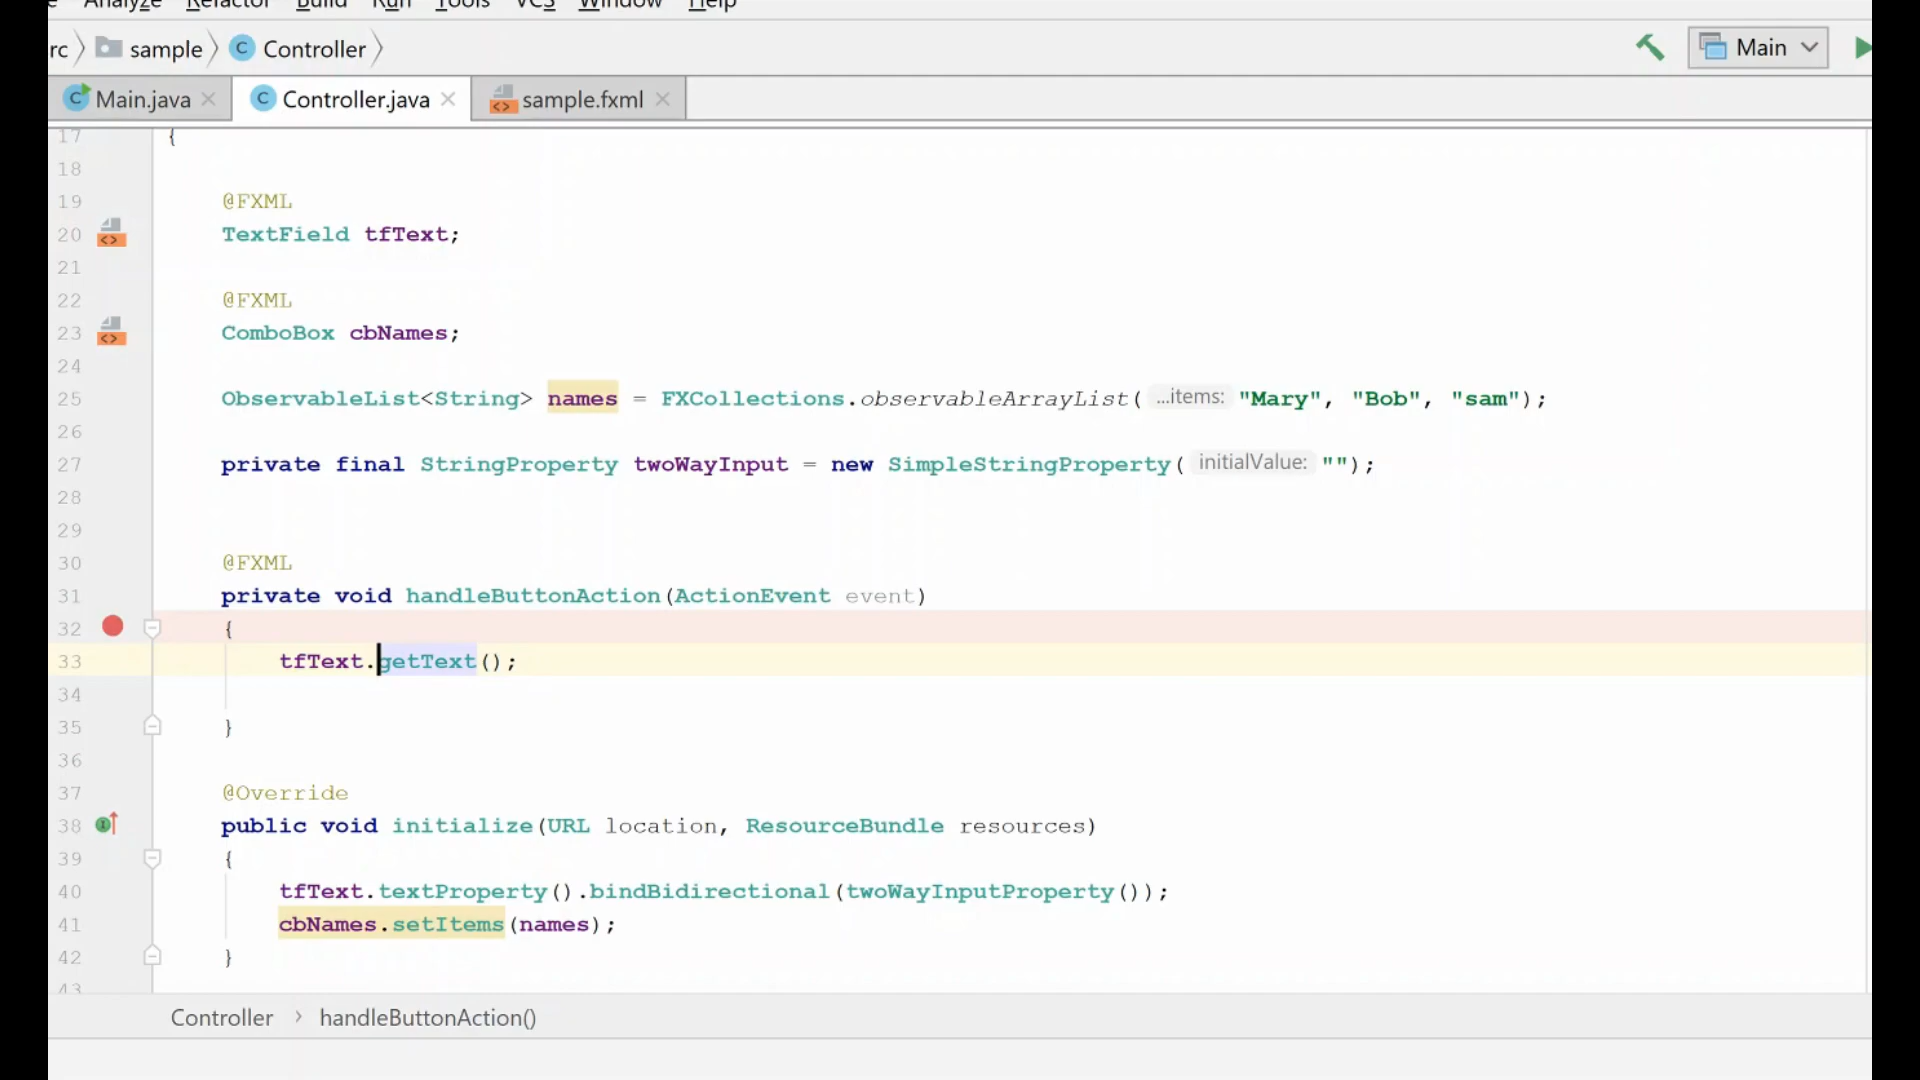 Analyze Refactor Build Run Tools VCS Window Help
rc sample C Controller Main
C Main.java C Controller.java <> sample.fxml
17 {
18
19 @FXML
20 <> TextField tfText;
21
22 @FXML
23 <> ComboBox cbNames;
24
25 ObservableList<String> names = FXCollections.observableArrayList( ...items: "Mary", "Bob", "sam");
26
27 private final StringProperty twoWayInput = new SimpleStringProperty( initialValue: "");
28
29
30 @FXML
31 private void handleButtonAction(ActionEvent event)
32 {
33 tfText.getText();
34
35 }
36
37 @Override
38 public void initialize(URL location, ResourceBundle resources)
39 {
40 tfText.textProperty().bindBidirectional(twoWayInputProperty());
41 cbNames.setItems(names);
42 }
43
Controller > handleButtonAction()